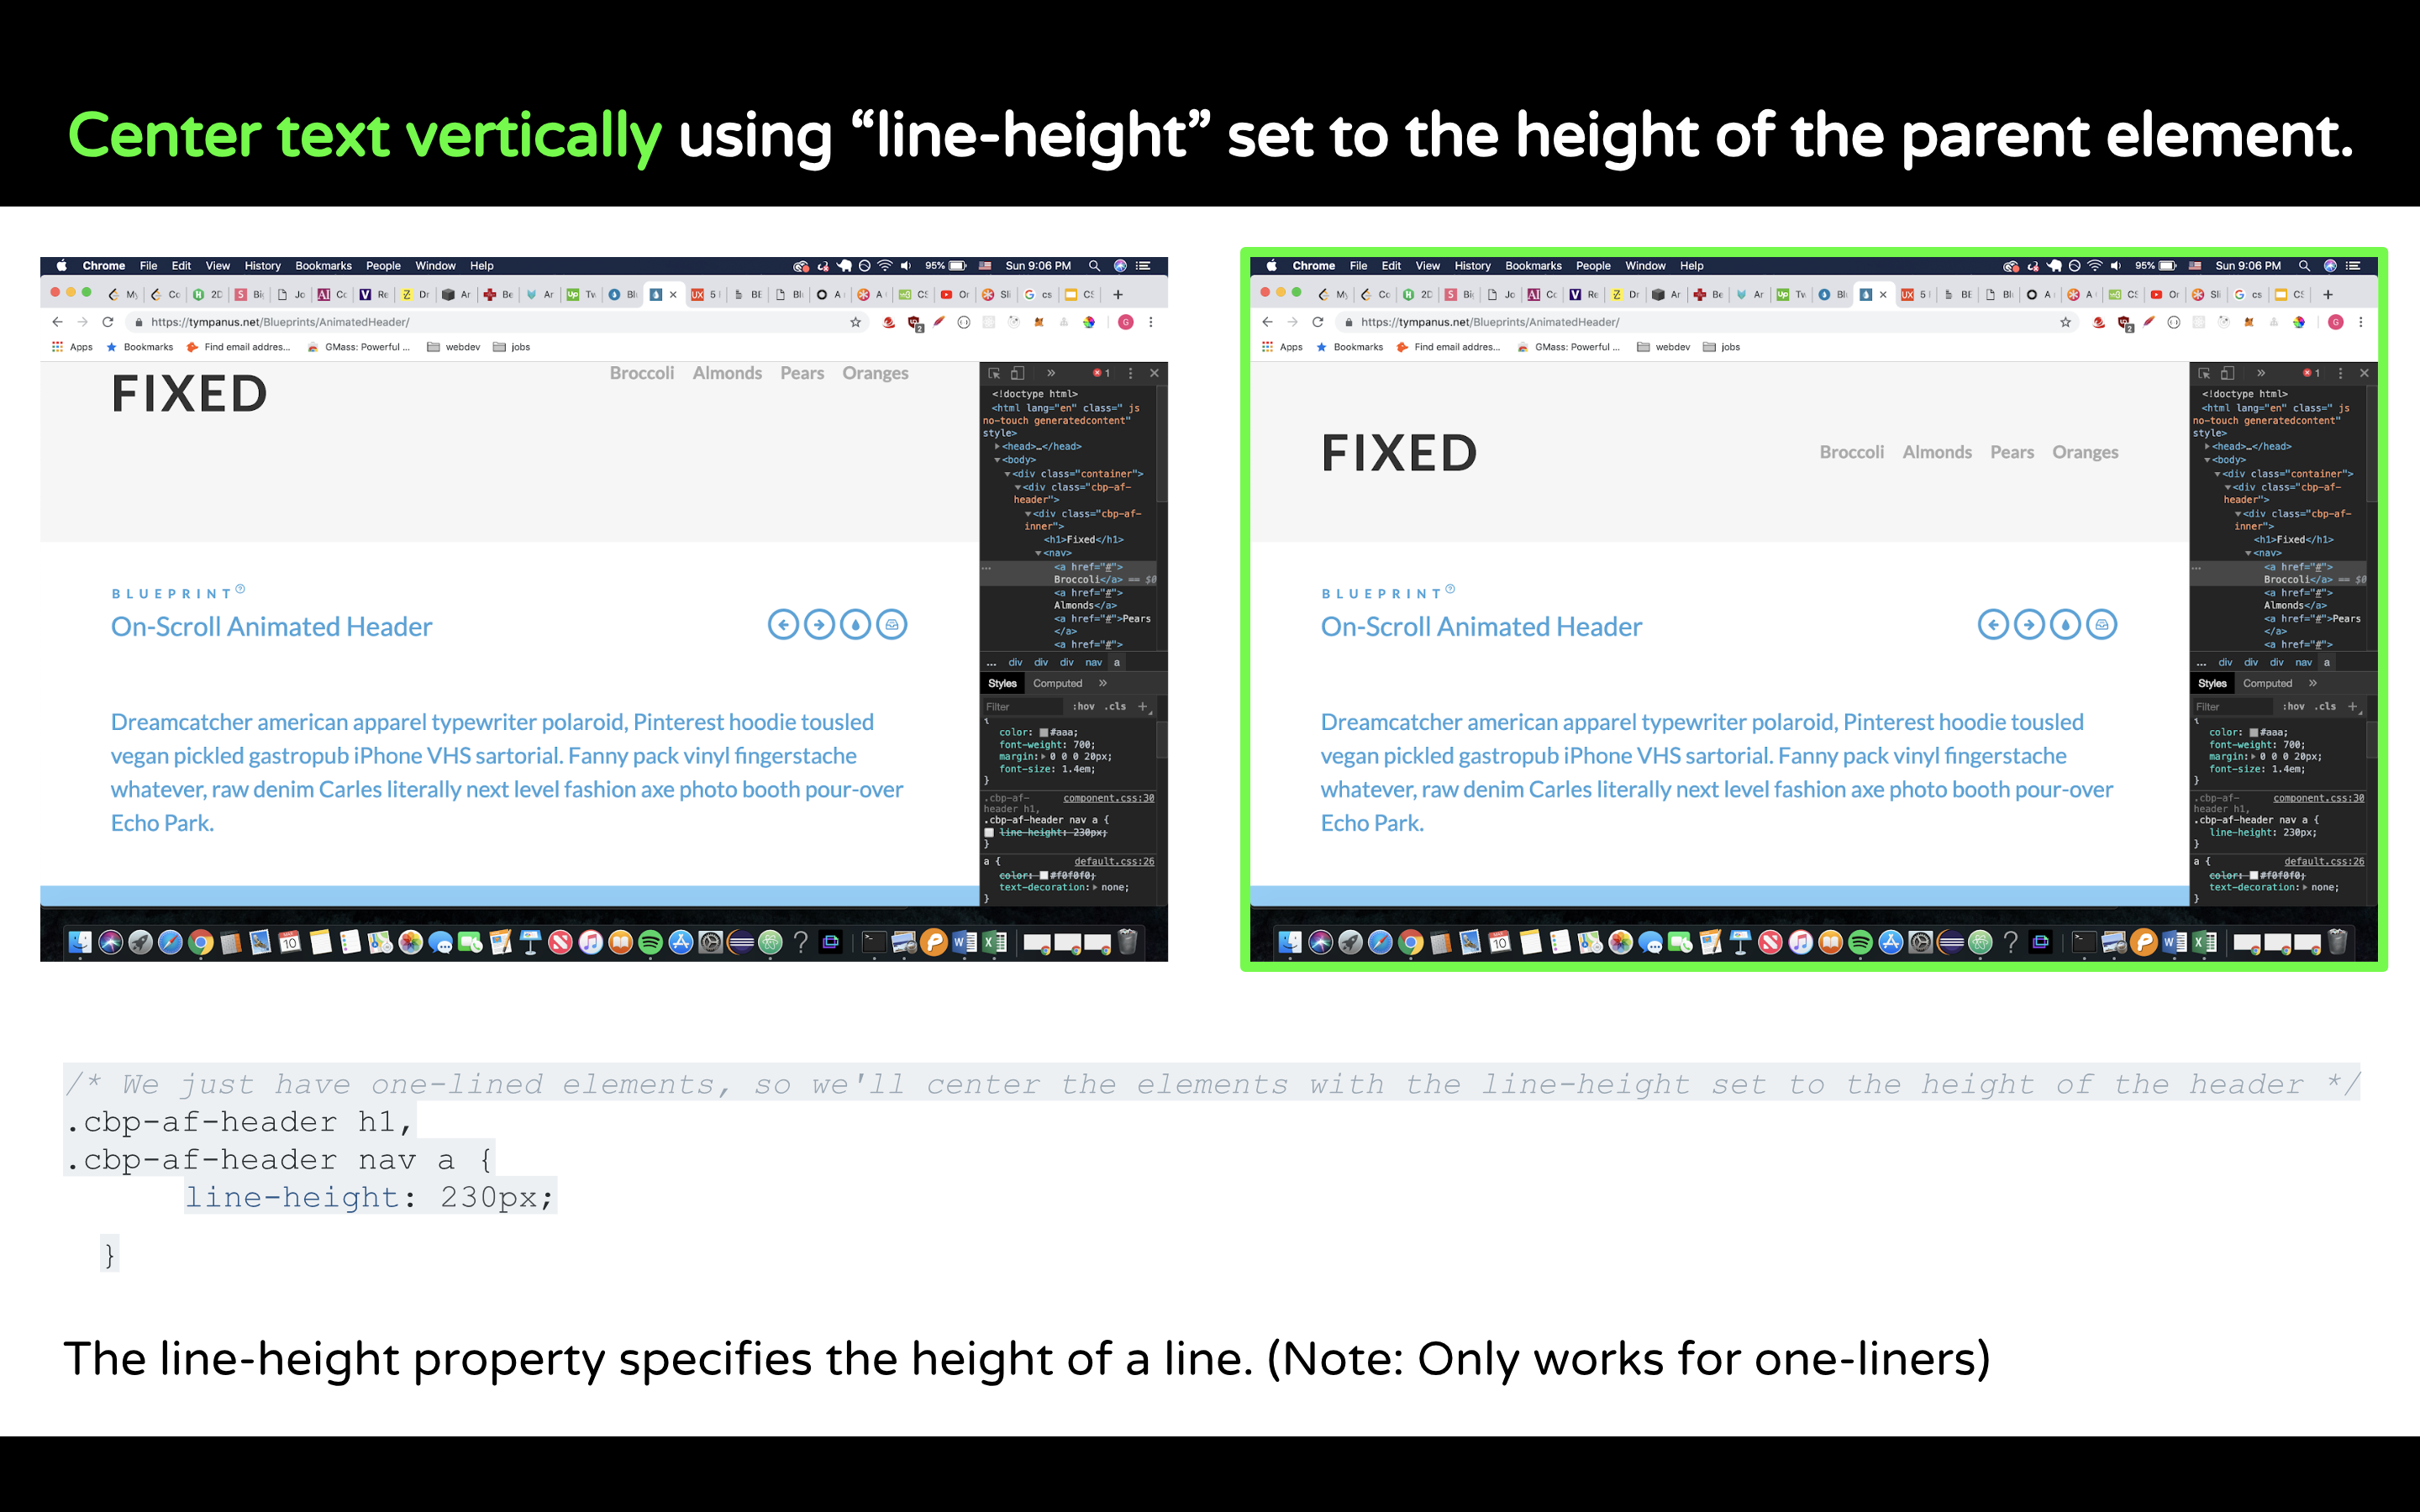 Center text vertically using “line-height” set to the height of the parent element.
Chrome File Edit View History Bookmarks People Window Help 95% Sun 9:06 PM
https://tympanus.net/Blueprints/AnimatedHeader/
Apps Bookmarks Find email addres... GMass: Powerful ... webdev jobs
FIXED
Broccoli Almonds Pears Oranges
BLUEPRINT
On-Scroll Animated Header
Dreamcatcher american apparel typewriter polaroid, Pinterest hoodie tousled
vegan pickled gastropub iPhone VHS sartorial. Fanny pack vinyl fingerstache
whatever, raw denim Carles literally next level fashion axe photo booth pour-over
Echo Park.
1
<!doctype html>
<html lang="en" class=" js
no-touch generatedcontent"
style>
<head>…</head>
<body>
<div class="container">
<div class="cbp-af-
header">
<div class="cbp-af-
inner">
<h1>Fixed</h1>
<nav>
<a href="#">
Broccoli</a> == $0
<a href="#">
Almonds</a>
<a href="#">Pears
</a>
<a href="#">
... div div div nav a
Styles Computed »
Filter :hov .cls +
{
color: #aaa;
font-weight: 700;
margin: 0 0 0 20px;
font-size: 1.4em;
}
.cbp-af- component.css:30
header h1,
.cbp-af-header nav a {
line-height: 230px;
}
a { default.css:26
color: #f0f0f0;
text-decoration: none;
}
Chrome File Edit View History Bookmarks People Window Help 95% Sun 9:06 PM
https://tympanus.net/Blueprints/AnimatedHeader/
Apps Bookmarks Find email addres... GMass: Powerful ... webdev jobs
FIXED
Broccoli Almonds Pears Oranges
BLUEPRINT
On-Scroll Animated Header
Dreamcatcher american apparel typewriter polaroid, Pinterest hoodie tousled
vegan pickled gastropub iPhone VHS sartorial. Fanny pack vinyl fingerstache
whatever, raw denim Carles literally next level fashion axe photo booth pour-over
Echo Park.
1
<!doctype html>
<html lang="en" class=" js
no-touch generatedcontent"
style>
<head>…</head>
<body>
<div class="container">
<div class="cbp-af-
header">
<div class="cbp-af-
inner">
<h1>Fixed</h1>
<nav>
<a href="#">
Broccoli</a> == $0
<a href="#">
Almonds</a>
<a href="#">Pears
</a>
<a href="#">
... div div div nav a
Styles Computed »
Filter :hov .cls +
{
color: #aaa;
font-weight: 700;
margin: 0 0 0 20px;
font-size: 1.4em;
}
.cbp-af- component.css:30
header h1,
.cbp-af-header nav a {
line-height: 230px;
}
a { default.css:26
color: #f0f0f0;
text-decoration: none;
}
/* We just have one-lined elements, so we'll center the elements with the line-height set to the height of the header */
.cbp-af-header h1,
.cbp-af-header nav a {
line-height: 230px;
}
The line-height property specifies the height of a line. (Note: Only works for one-liners)